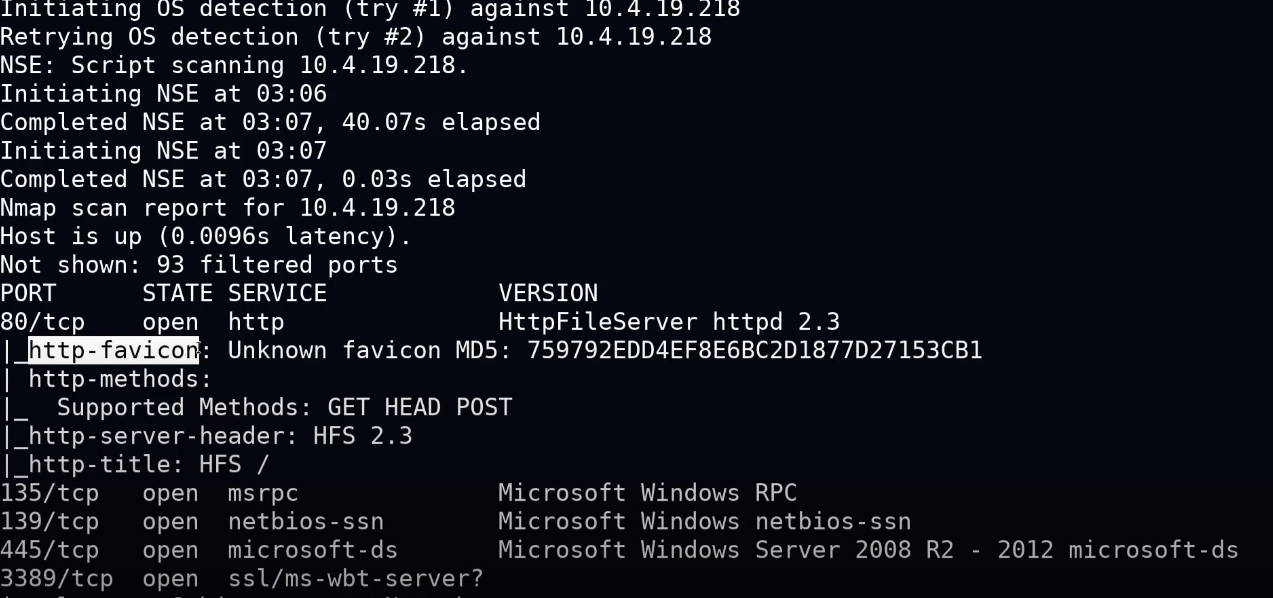 Initiating OS detection (try #1) against 10.4.19.218
Retrying OS detection (try #2) against 10.4.19.218
NSE: Script scanning 10.4.19.218.
Initiating NSE at 03:06
Completed NSE at 03:07, 40.07s elapsed
Initiating NSE at 03:07
Completed NSE at 03:07, 0.03s elapsed
Nmap scan report for 10.4.19.218
Host is up (0.0096s latency).
Not shown: 93 filtered ports
PORT      STATE SERVICE            VERSION
80/tcp    open  http               HttpFileServer httpd 2.3
|_http-favicon: Unknown favicon MD5: 759792EDD4EF8E6BC2D1877D27153CB1
| http-methods:
|_  Supported Methods: GET HEAD POST
|_http-server-header: HFS 2.3
|_http-title: HFS /
135/tcp   open  msrpc              Microsoft Windows RPC
139/tcp   open  netbios-ssn        Microsoft Windows netbios-ssn
445/tcp   open  microsoft-ds       Microsoft Windows Server 2008 R2 - 2012 microsoft-ds
3389/tcp  open  ssl/ms-wbt-server?